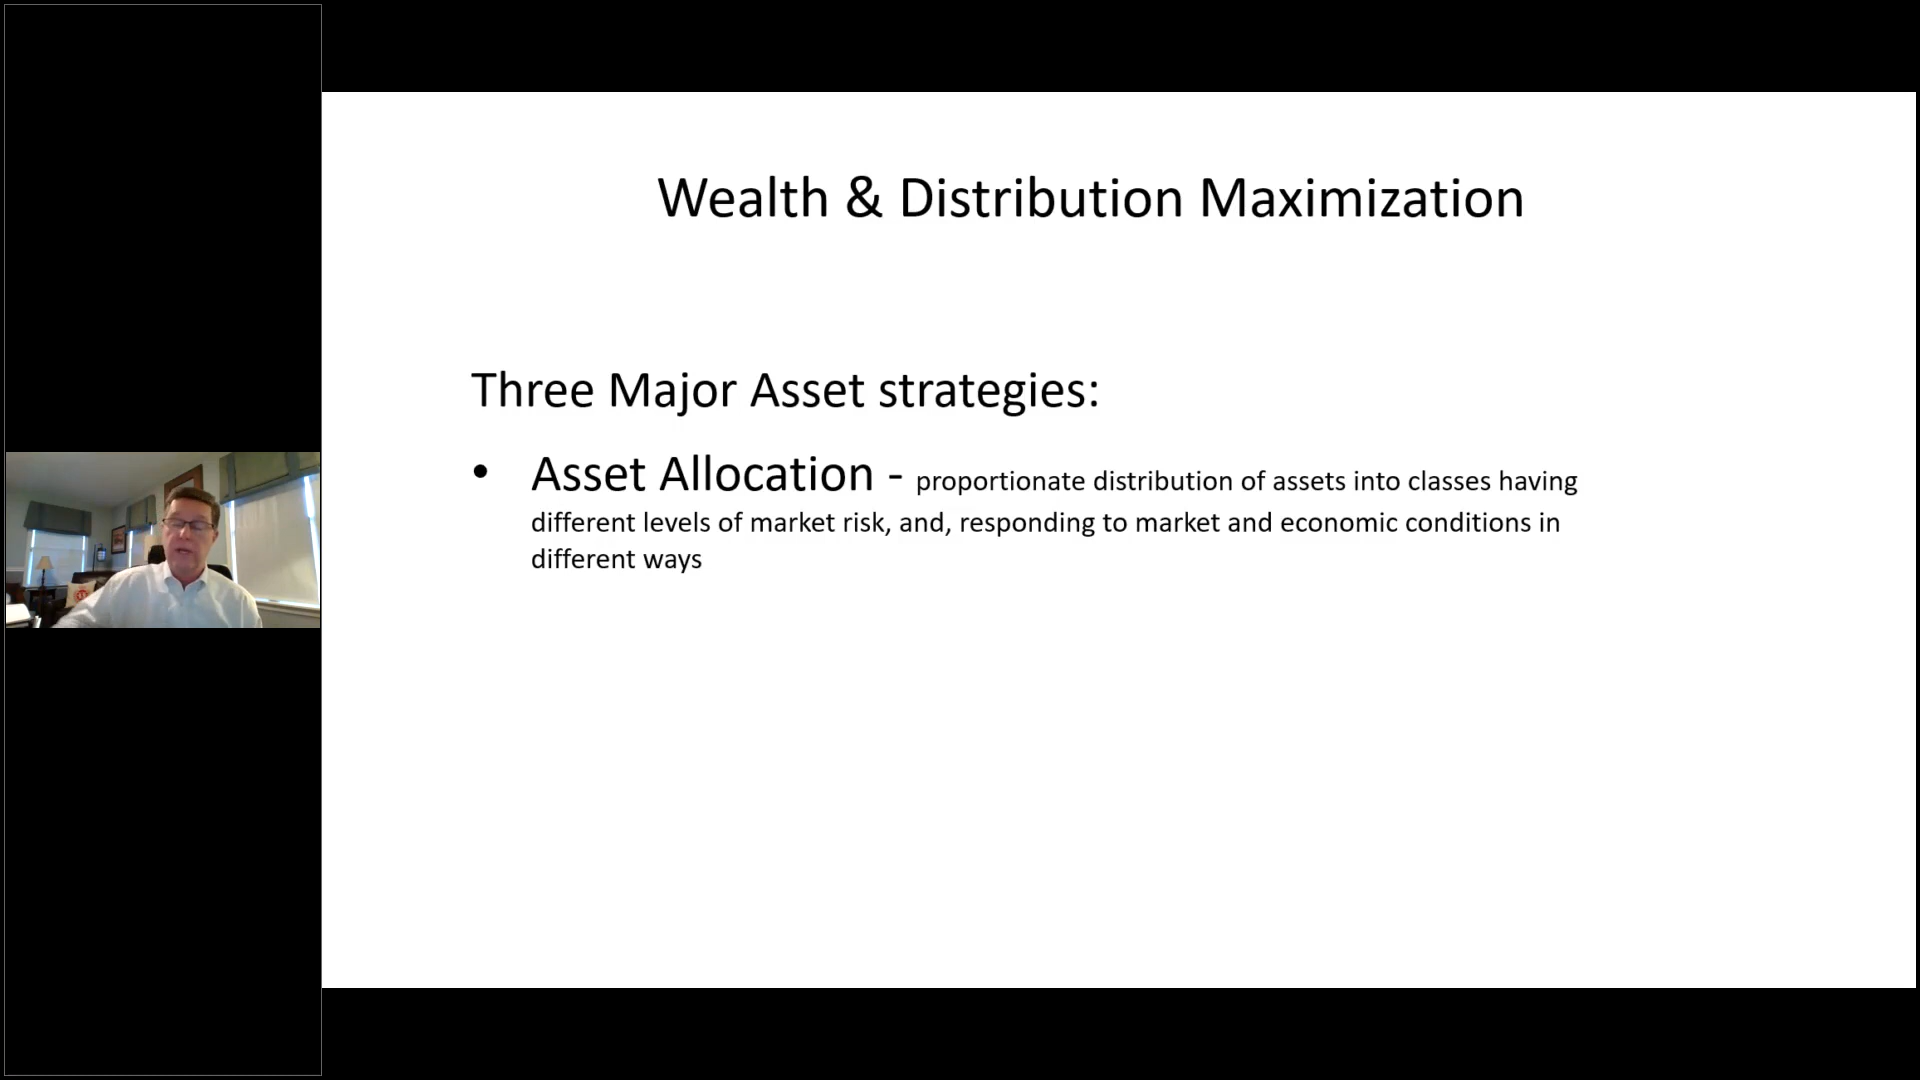 Wealth & Distribution Maximization
Three Major Asset strategies:
• Asset Allocation - proportionate distribution of assets into classes having
different levels of market risk, and, responding to market and economic conditions in
different ways